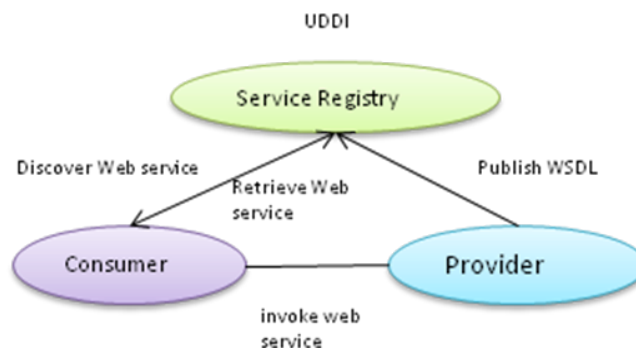 UDDI
Service Registry
Discover Web service
Retrieve Web
service
Publish WSDL
Consumer
Provider
invoke web
service